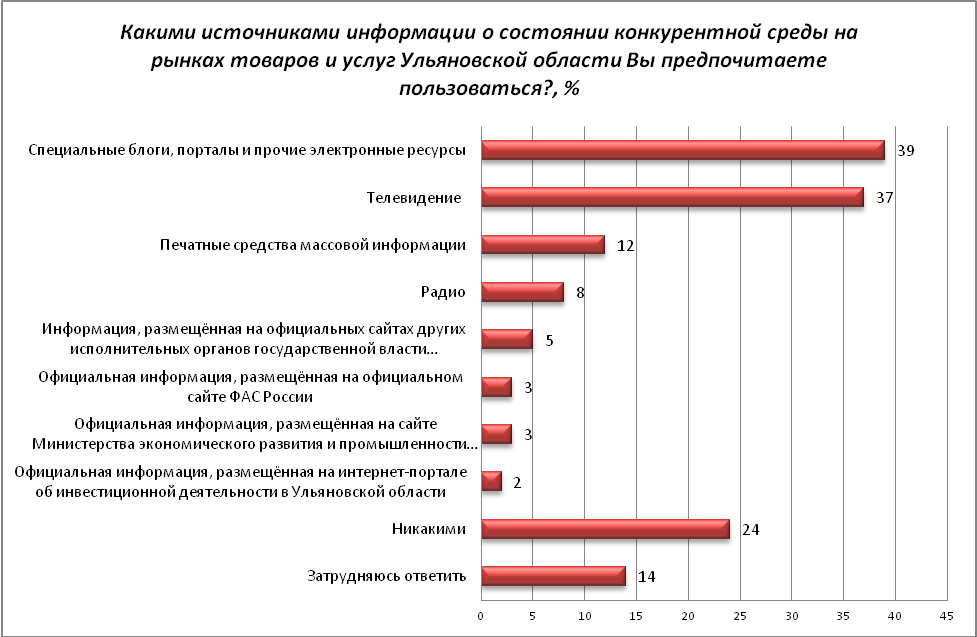 Какими источниками информации о состоянии конкурентной среды на
рынках товаров и услуг Ульяновской области Вы предпочитаете
пользоваться?, %
Специальные блоги, порталы и прочие электронные ресурсы
39
Телевидение
37
Печатные средства массовой информации
12
Радио
8
Информация, размещённая на официальных сайтах других
исполнительных органов государственной власти...
5
Официальная информация, размещённая на официальном
сайте ФАС России
3
Официальная информация, размещённая на сайте
Министерства экономического развития и промышленности...
3
Официальная информация, размещённая на интернет-портале
об инвестиционной деятельности в Ульяновской области
2
Никакими
24
Затрудняюсь ответить
14
0 5 10 15 20 25 30 35 40 45